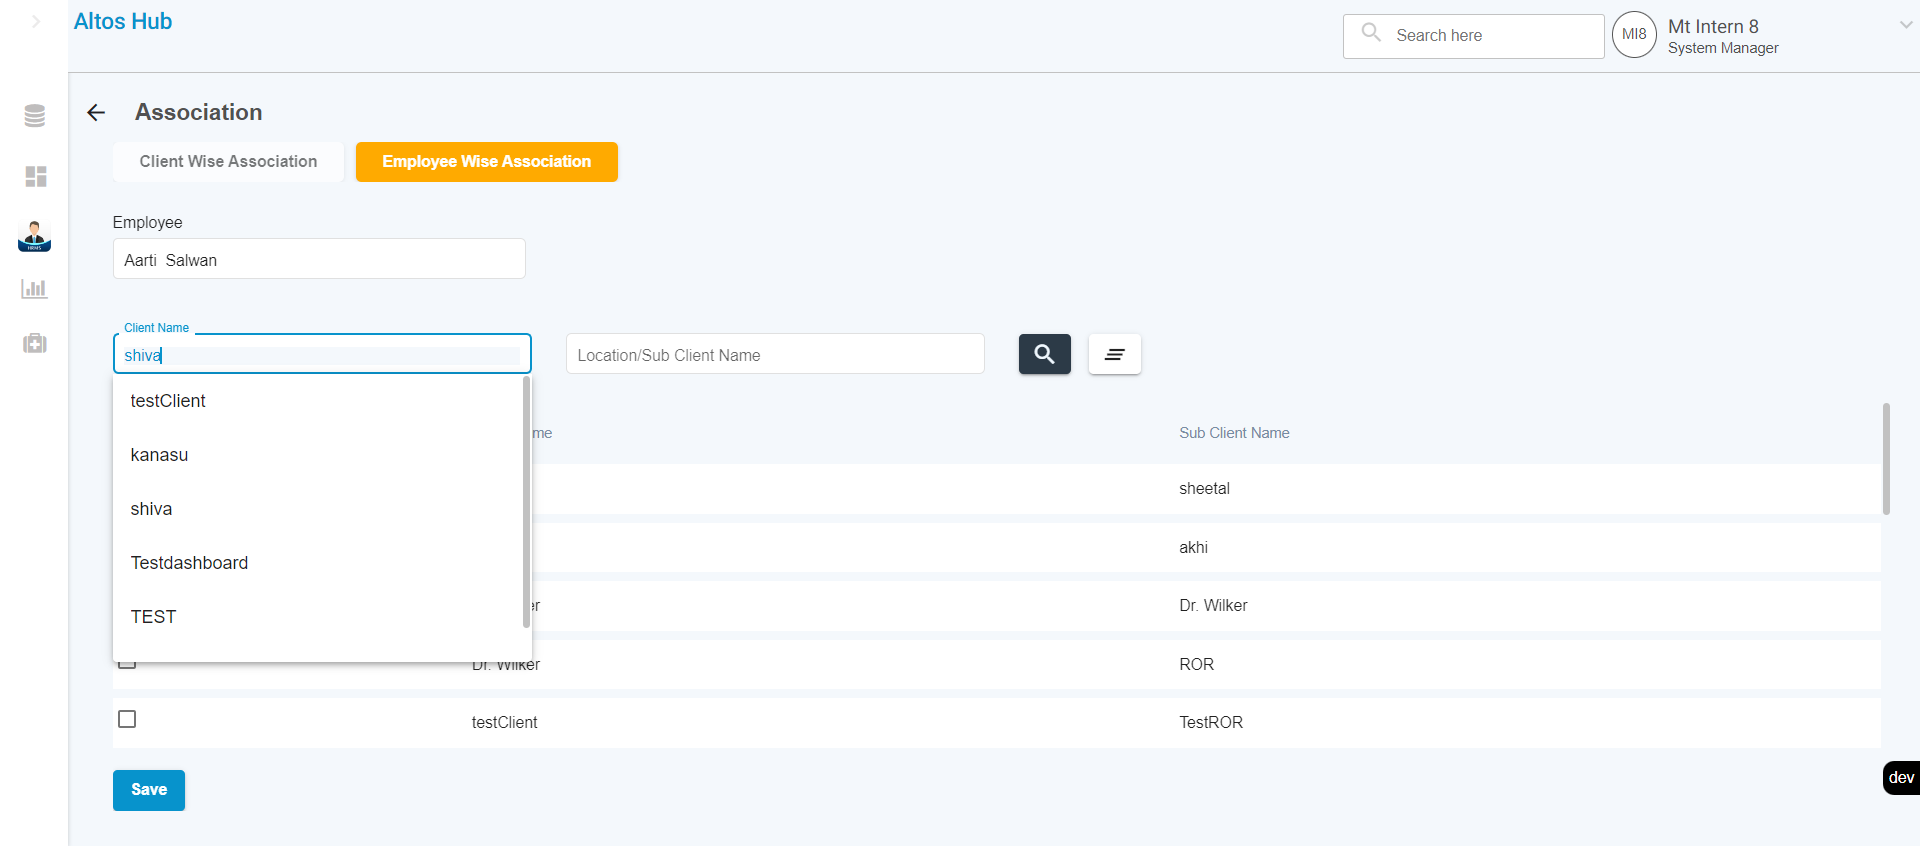 Altos Hub
Search here
MI8
Mt Intern 8
System Manager
Association
Client Wise Association
Employee Wise Association
HRMS
Employee
Aarti  Salwan
Client Name
shiva
Location/Sub Client Name
testClient
kanasu
shiva
Testdashboard
TEST
me
Sub Client Name
sheetal
akhi
er
Dr. Wilker
Dr. Wilker
ROR
testClient
TestROR
Save
dev